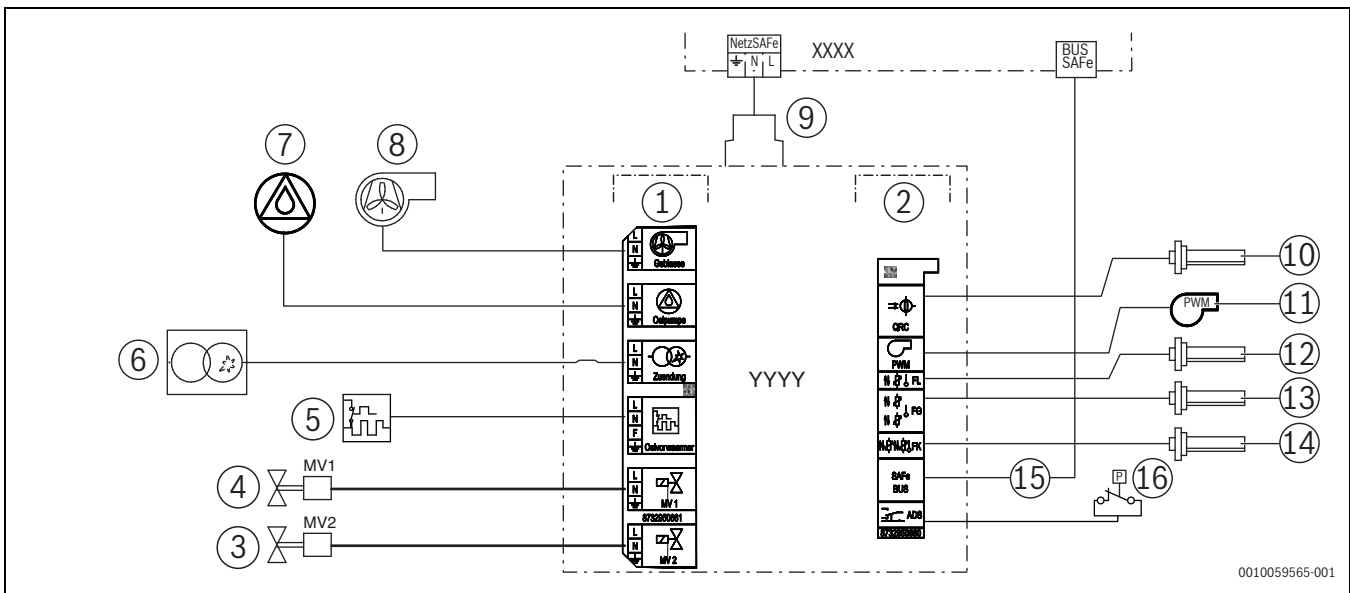 NetzSAFe
N L
XXXX
BUS
SAFe
9
7
8
1
2
L
N
Geblaese
L
N
Oelpumpe
L
N
Zuendung
L
N
F
Oelvorwaermer
L
N
MV 1
8732950661
L
N
MV 2
QRC
PWM
FL
FG
FK
SAFe
BUS
ADS
YYYY
6
5
4
MV1
3
MV2
10
PWM
11
12
13
14
15
P
16
0010059565-001